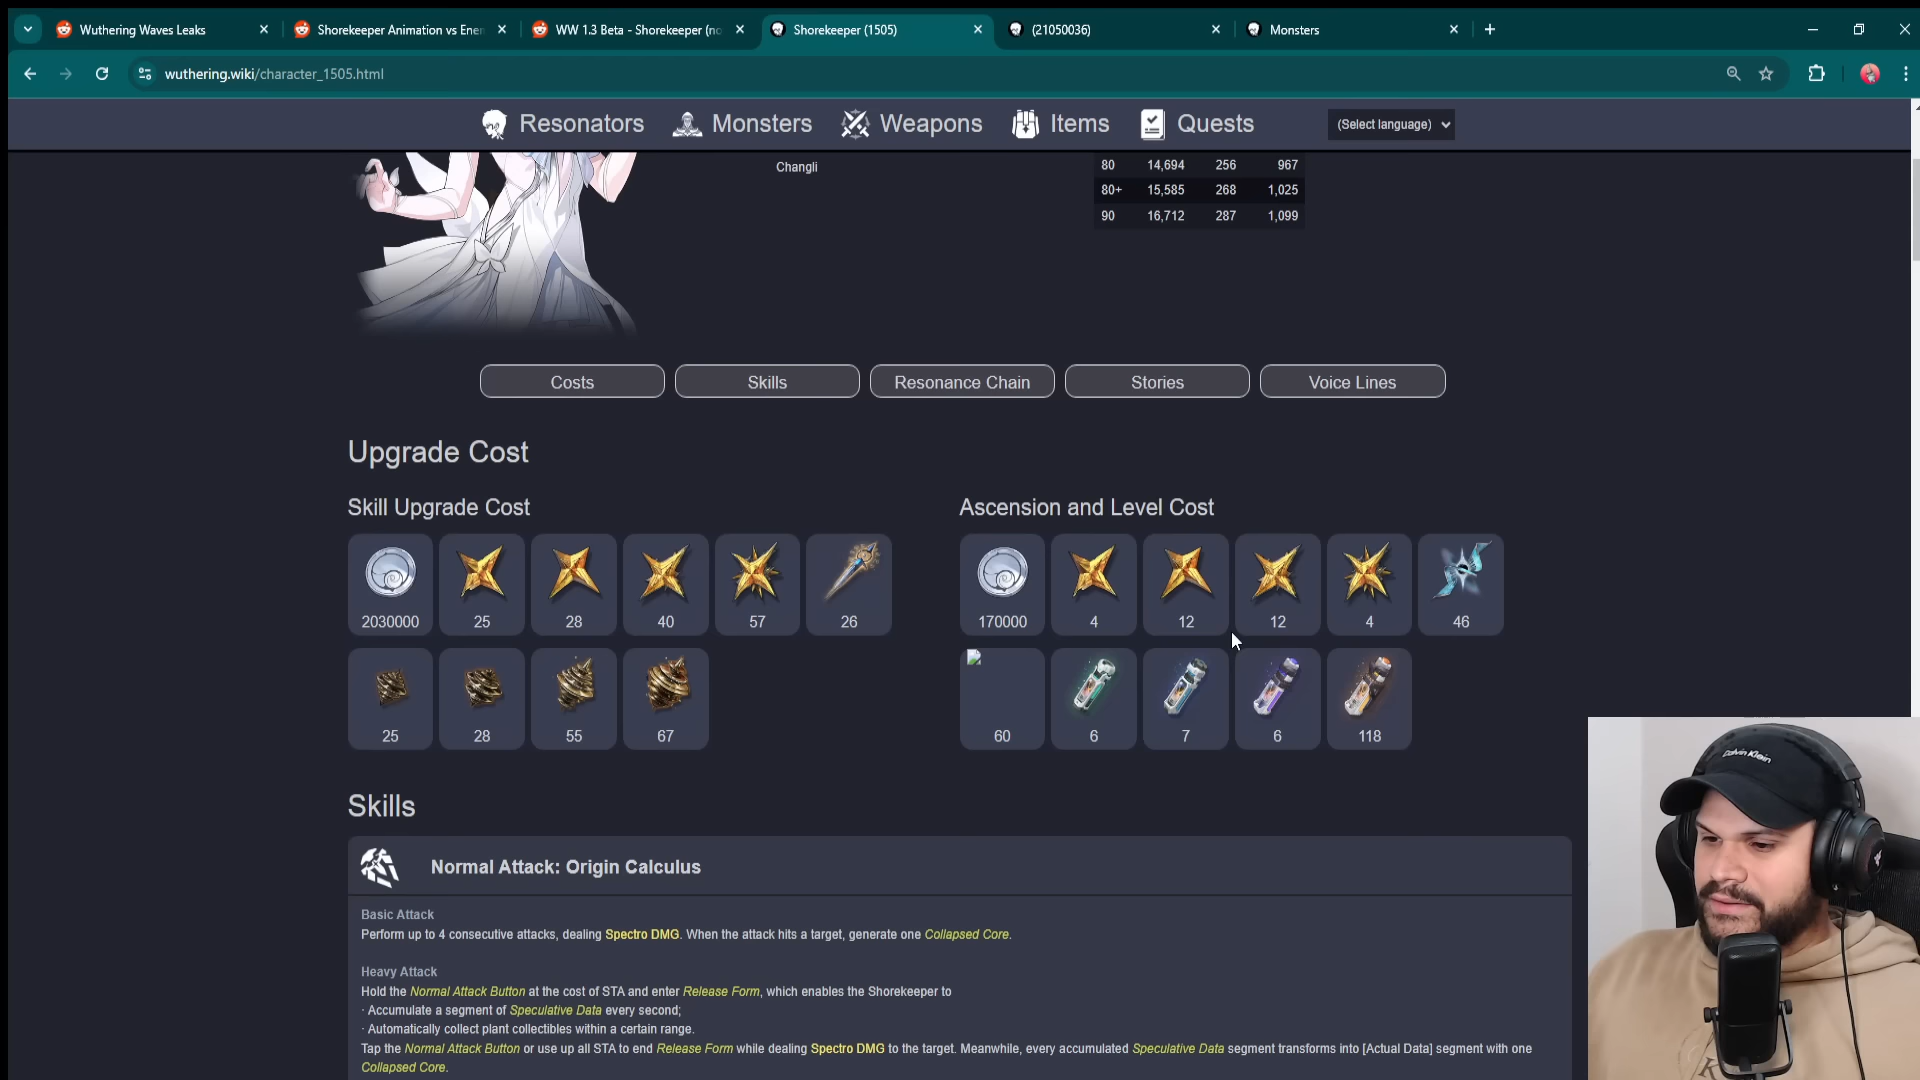 Wuthering Waves Leaks
Shorekeeper Animation vs Ene
WW 1.3 Beta - Shorekeeper (no
Shorekeeper (1505)
(21050036)
Monsters
wuthering.wiki/character_1505.html
Resonators
Monsters
Weapons
Items
Quests
(Select language)
Changli
80 14,694 256 967
80+ 15,585 268 1,025
90 16,712 287 1,099
Costs
Skills
Resonance Chain
Stories
Voice Lines
Upgrade Cost
Skill Upgrade Cost
2030000 25 28 40 57 26
25 28 55 67
Ascension and Level Cost
170000 4 12 12 4 46
60 6 7 6 118
Skills
Normal Attack: Origin Calculus
Basic Attack
Perform up to 4 consecutive attacks, dealing Spectro DMG. When the attack hits a target, generate one Collapsed Core.
Heavy Attack
Hold the Normal Attack Button at the cost of STA and enter Release Form, which enables the Shorekeeper to
· Accumulate a segment of Speculative Data every second;
· Automatically collect plant collectibles within a certain range.
Tap the Normal Attack Button or use up all STA to end Release Form while dealing Spectro DMG to the target. Meanwhile, every accumulated Speculative Data segment transforms into [Actual Data] segment with one
Collapsed Core.
Calvin Klein